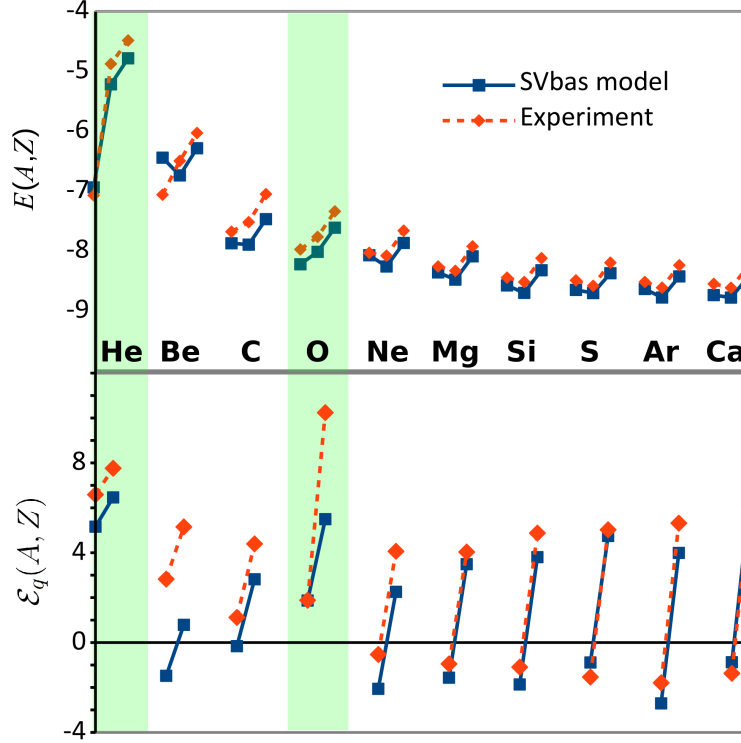 -4
-5
-6
-7
-8
-9
E(A,Z)
SVbas model
Experiment
He Be C O Ne Mg Si S Ar Ca
8
4
0
-4
ℰq(A, Z)